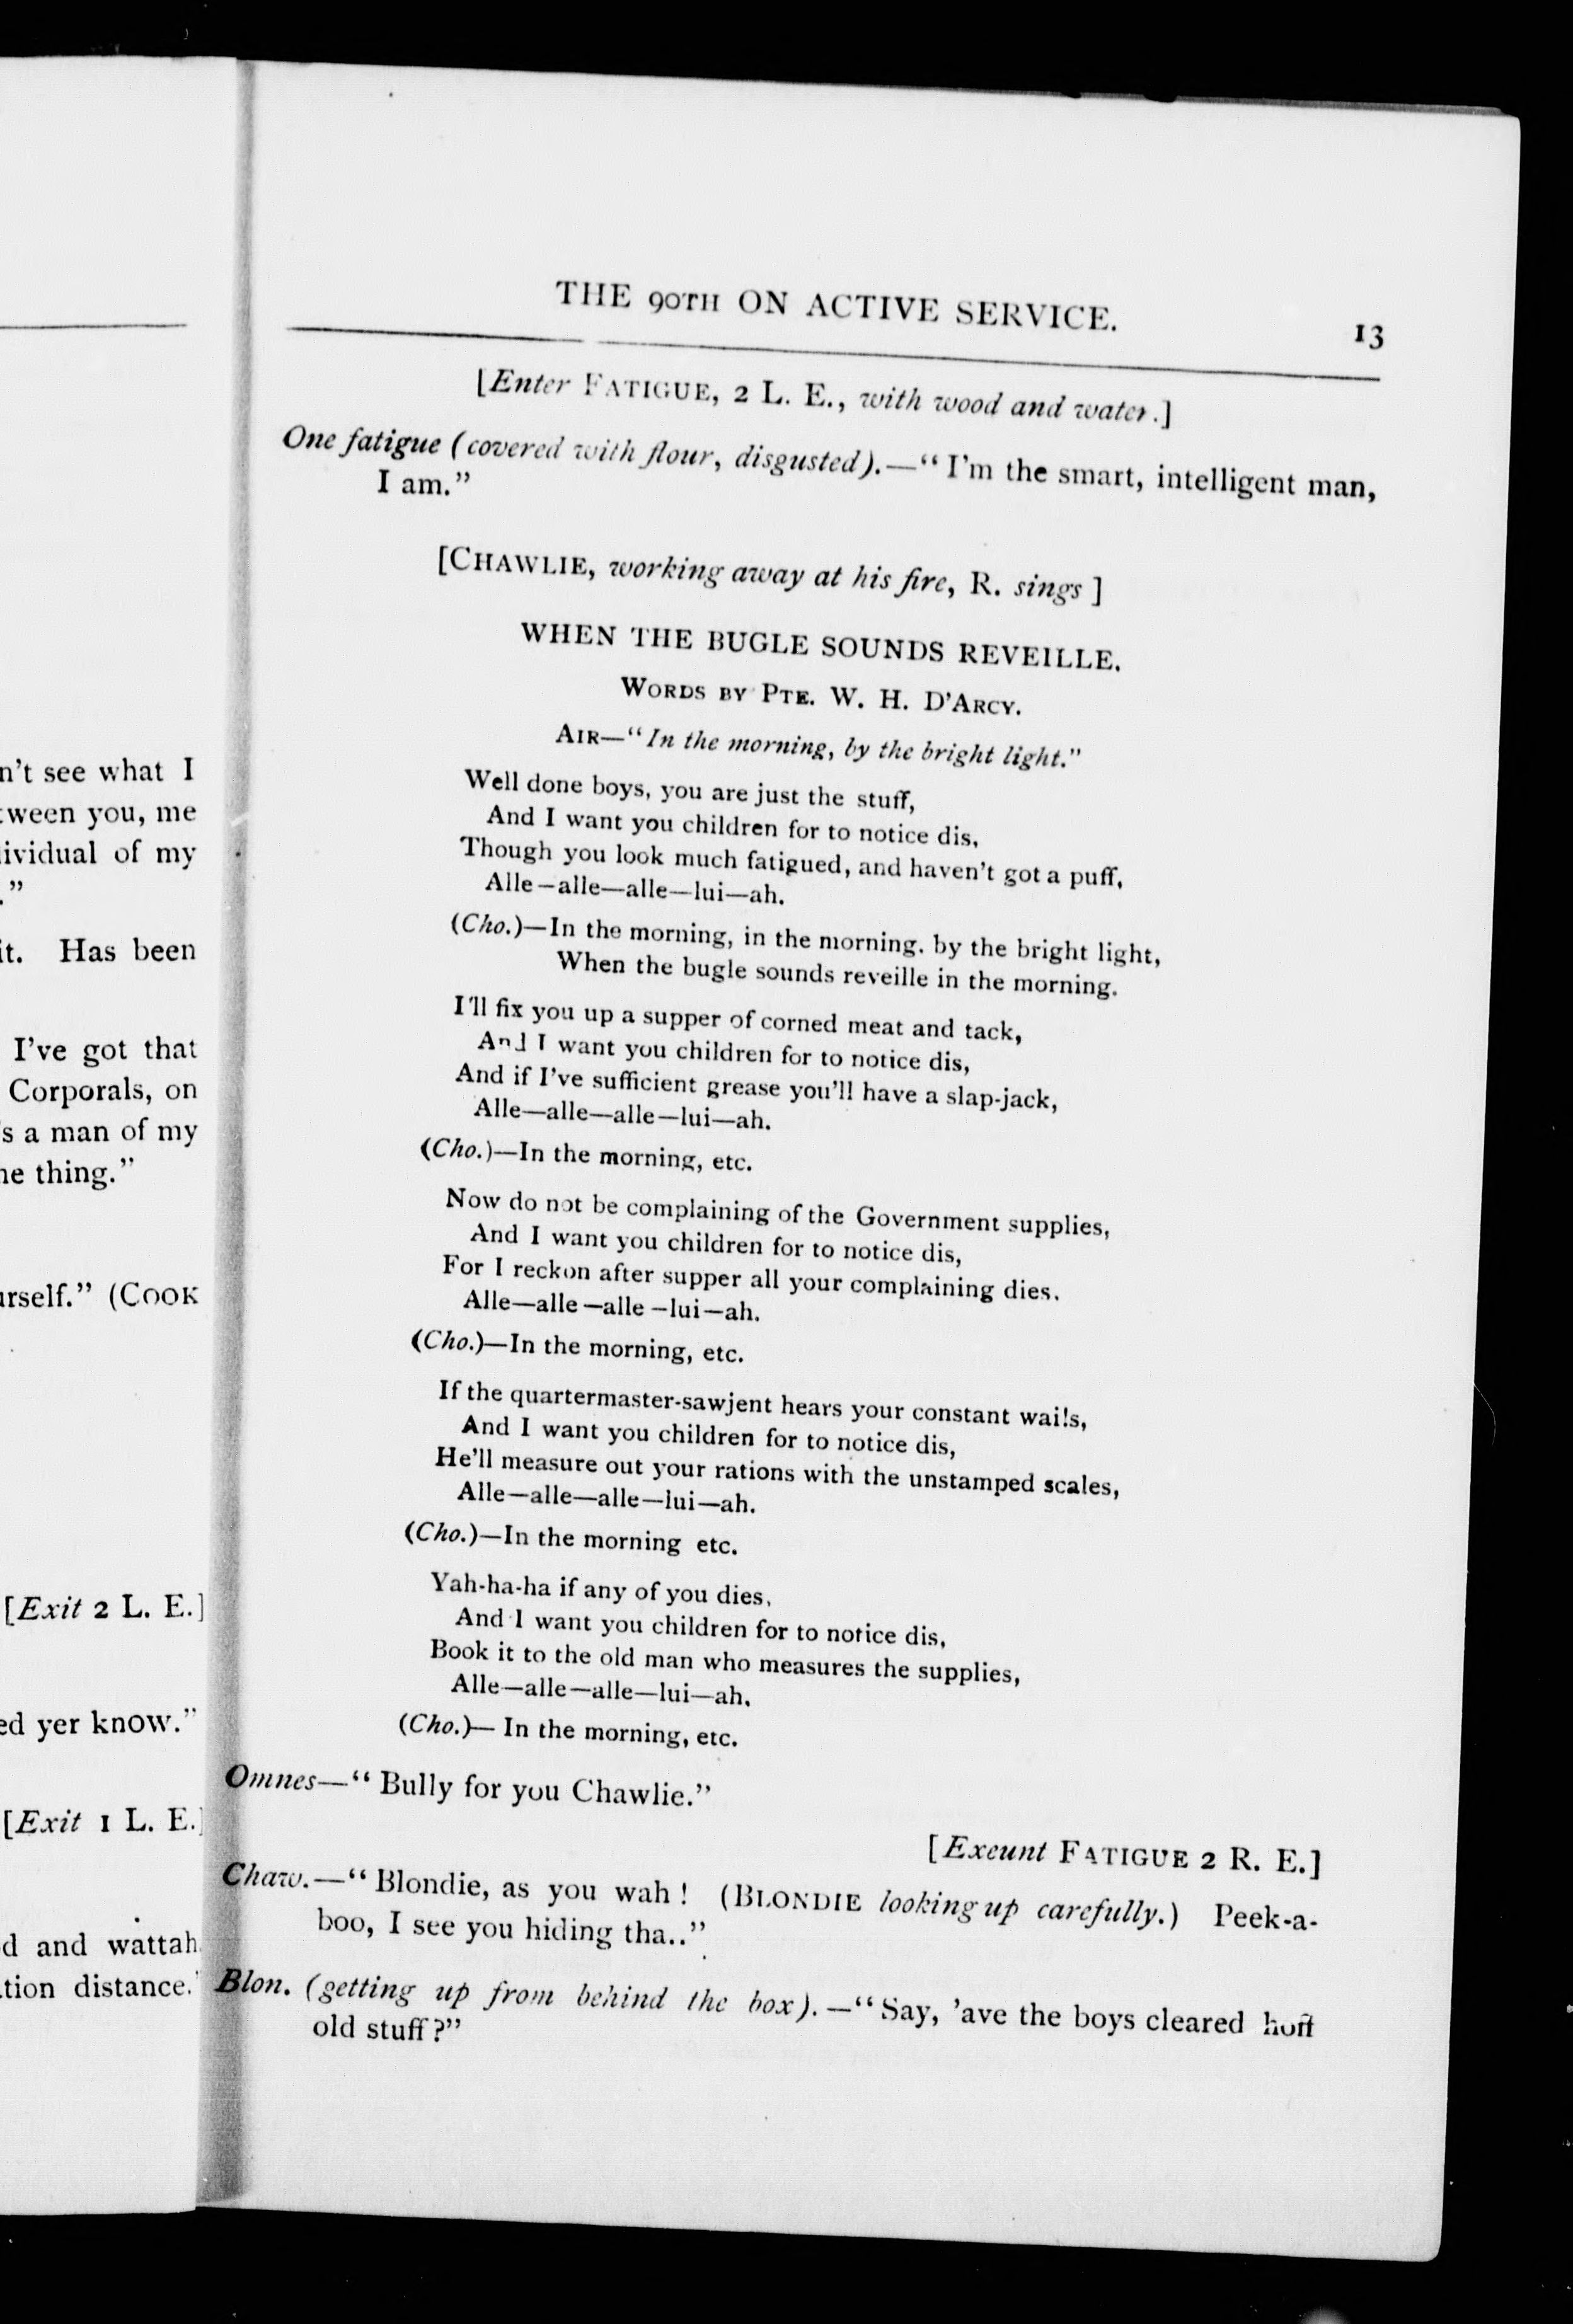 n't see what I
tween you, me
ividual of my
."
it. Has been
I've got that
Corporals, on
s a man of my
ne thing."
urself." (COOK
[Exit 2 L. E.]
ed yer know."
[Exit 1 L. E.]
d and wattah
tion distance.'
THE 90TH ON ACTIVE SERVICE.
13
[Enter FATIGUE, 2 L. E., with wood and water.]
One fatigue (covered with flour, disgusted).—"I'm the smart, intelligent man,
I am."
[CHAWLIE, working away at his fire, R. sings ]
WHEN THE BUGLE SOUNDS REVEILLE.
WORDS BY PTE. W. H. D'ARCY.
AIR—"In the morning, by the bright light."
Well done boys, you are just the stuff,
And I want you children for to notice dis,
Though you look much fatigued, and haven't got a puff,
Alle—alle—alle—lui—ah.
(Cho.)—In the morning, in the morning. by the bright light,
When the bugle sounds reveille in the morning.
I'll fix you up a supper of corned meat and tack,
And I want you children for to notice dis,
And if I've sufficient grease you'll have a slap-jack,
Alle—alle—alle—lui—ah.
(Cho.)—In the morning, etc.
Now do not be complaining of the Government supplies,
And I want you children for to notice dis,
For I reckon after supper all your complaining dies.
Alle—alle—alle—lui—ah.
(Cho.)—In the morning, etc.
If the quartermaster-sawjent hears your constant wails,
And I want you children for to notice dis,
He'll measure out your rations with the unstamped scales,
Alle—alle—alle—lui—ah.
(Cho.)—In the morning etc.
Yah-ha-ha if any of you dies,
And I want you children for to notice dis,
Book it to the old man who measures the supplies,
Alle—alle—alle—lui—ah.
(Cho.)— In the morning, etc.
Omnes—"Bully for you Chawlie."
[Exeunt FATIGUE 2 R. E.]
Chaw.—"Blondie, as you wah! (BLONDIE looking up carefully.) Peek-a-
boo, I see you hiding tha.."
Blon. (getting up from behind the box).—"Say, 'ave the boys cleared hoff
old stuff?"